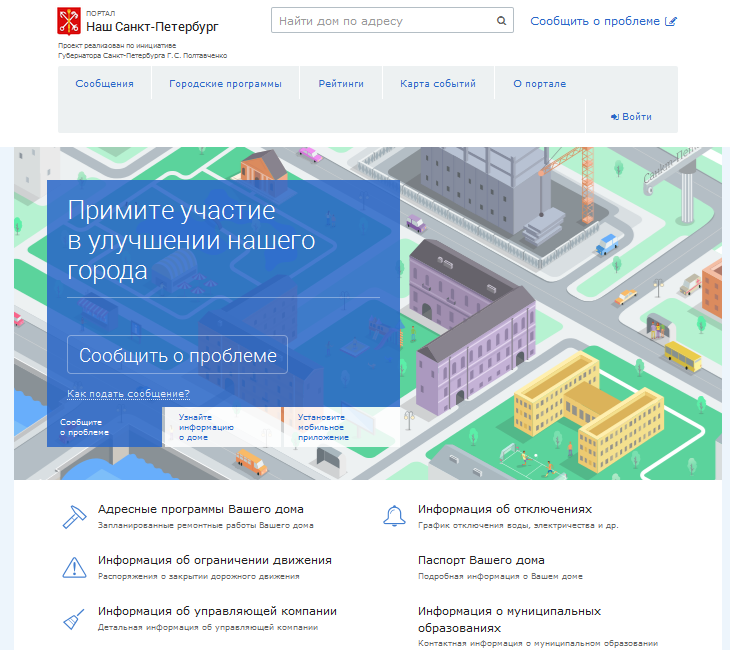 ПОРТАЛ
Наш Санкт-Петербург
Проект реализован по инициативе
Губернатора Санкт-Петербурга Г.С. Полтавченко
Найти дом по адресу
Сообщить о проблеме
Сообщения
Городские программы
Рейтинги
Карта событий
О портале
Войти
Примите участие
в улучшении нашего
города
Сообщить о проблеме
Как подать сообщение?
Сообщите
о проблеме
Узнайте
информацию
о доме
Установите
мобильное
приложение
Адресные программы Вашего дома
Запланированные ремонтные работы Вашего дома
Информация об отключениях
График отключения воды, электричества и др.
Информация об ограничении движения
Распоряжения о закрытии дорожного движения
Паспорт Вашего дома
Подробная информация о Вашем доме
Информация об управляющей компании
Детальная информация об управляющей компании
Информация о муниципальных
образованиях
Контактная информация о муниципальном образовании